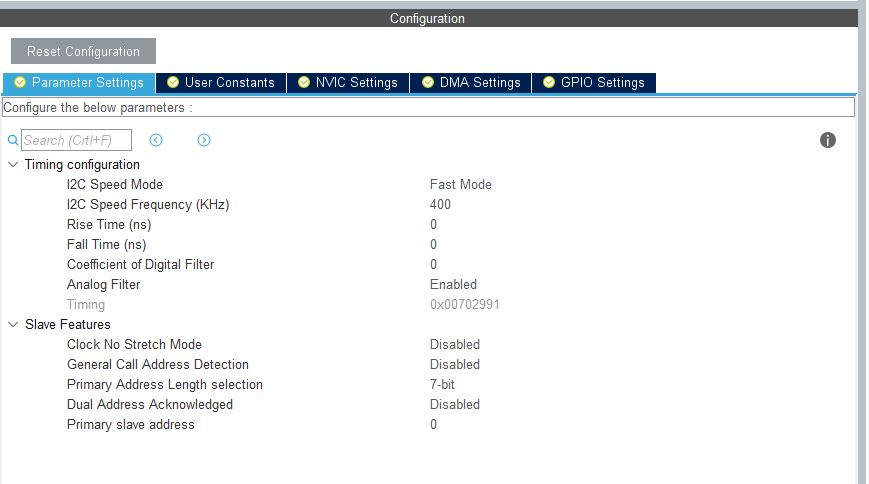 Configuration
Reset Configuration
Parameter Settings User Constants NVIC Settings DMA Settings GPIO Settings
Configure the below parameters :
Search (Crtl+F)
Timing configuration
I2C Speed Mode Fast Mode
I2C Speed Frequency (KHz) 400
Rise Time (ns) 0
Fall Time (ns) 0
Coefficient of Digital Filter 0
Analog Filter Enabled
Timing 0x00702991
Slave Features
Clock No Stretch Mode Disabled
General Call Address Detection Disabled
Primary Address Length selection 7-bit
Dual Address Acknowledged Disabled
Primary slave address 0